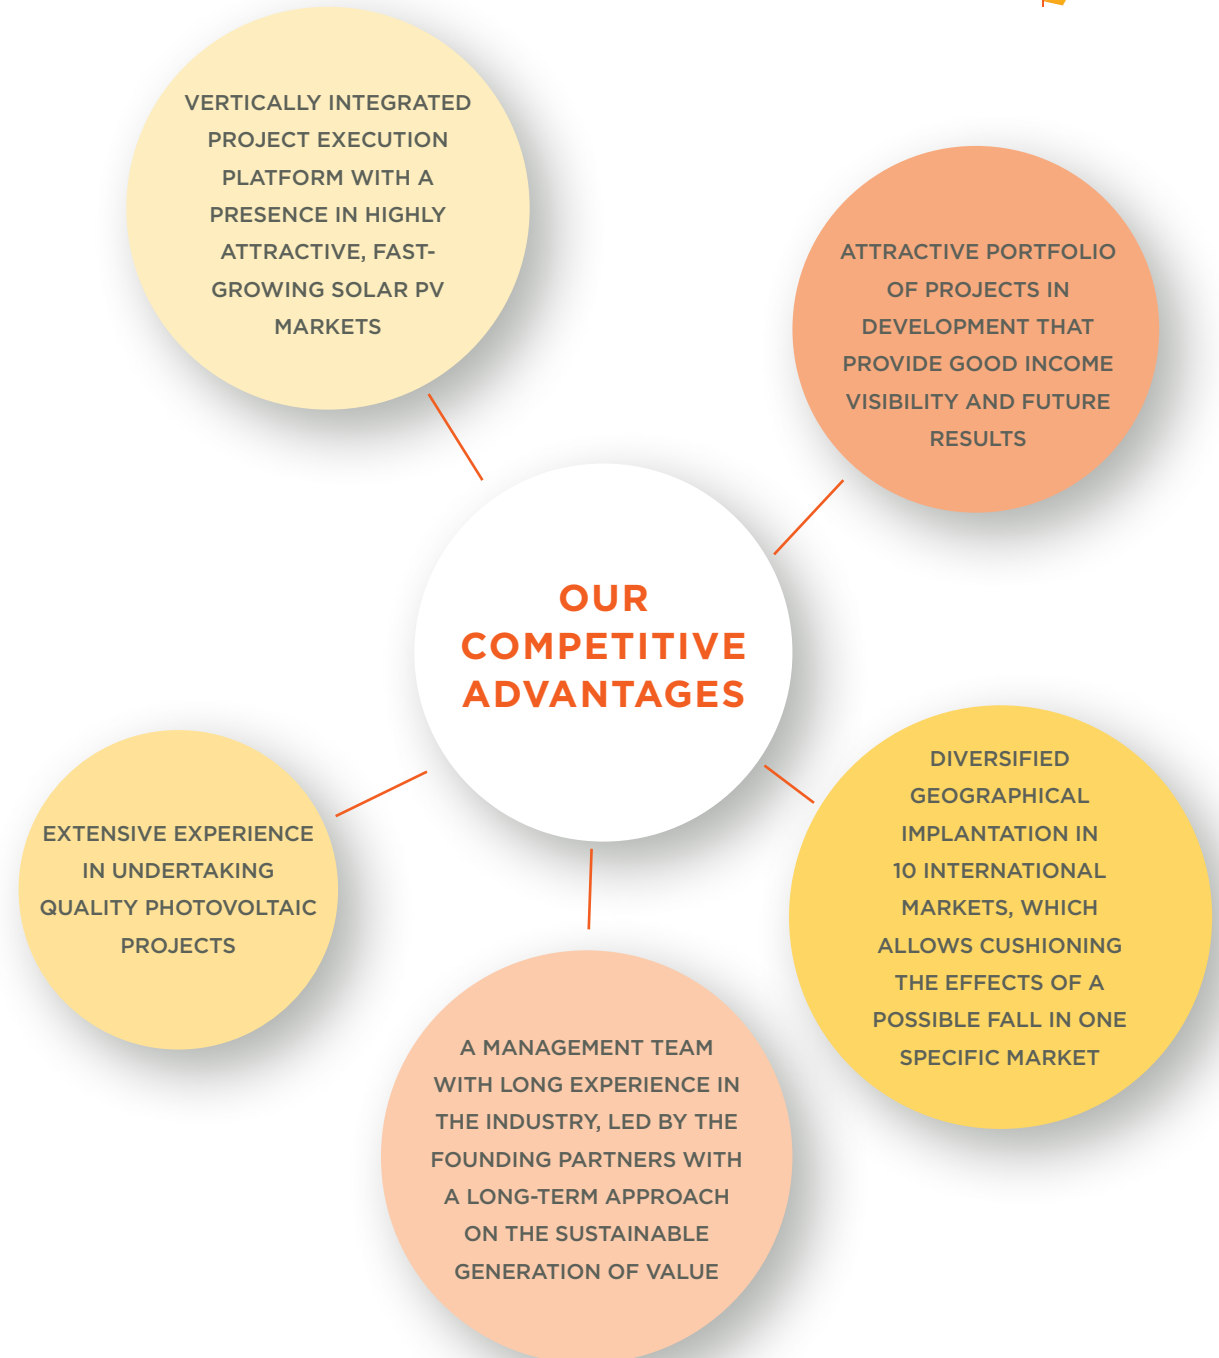 VERTICALLY INTEGRATED
PROJECT EXECUTION
PLATFORM WITH A
PRESENCE IN HIGHLY
ATTRACTIVE, FAST-
GROWING SOLAR PV
MARKETS
ATTRACTIVE PORTFOLIO
OF PROJECTS IN
DEVELOPMENT THAT
PROVIDE GOOD INCOME
VISIBILITY AND FUTURE
RESULTS
OUR
COMPETITIVE
ADVANTAGES
DIVERSIFIED
GEOGRAPHICAL
IMPLANTATION IN
10 INTERNATIONAL
MARKETS, WHICH
ALLOWS CUSHIONING
THE EFFECTS OF A
POSSIBLE FALL IN ONE
SPECIFIC MARKET
EXTENSIVE EXPERIENCE
IN UNDERTAKING
QUALITY PHOTOVOLTAIC
PROJECTS
A MANAGEMENT TEAM
WITH LONG EXPERIENCE IN
THE INDUSTRY, LED BY THE
FOUNDING PARTNERS WITH
A LONG-TERM APPROACH
ON THE SUSTAINABLE
GENERATION OF VALUE